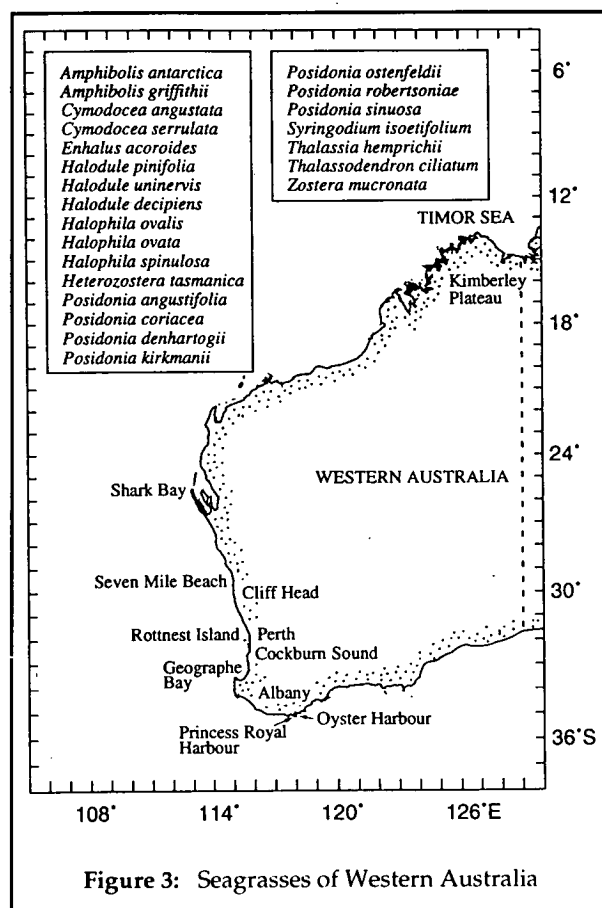 Amphibolis antarctica
Amphibolis griffithii
Cymodocea angustata
Cymodocea serrulata
Enhalus acoroides
Halodule pinifolia
Halodule uninervis
Halodule decipiens
Halophila ovalis
Halophila ovata
Halophila spinulosa
Heterozostera tasmanica
Posidonia angustifolia
Posidonia coriacea
Posidonia denhartogii
Posidonia kirkmanii
Posidonia ostenfeldii
Posidonia robertsoniae
Posidonia sinuosa
Syringodium isoetifolium
Thalassia hemprichii
Thalassodendron ciliatum
Zostera mucronata
6°
12°
TIMOR SEA
Kimberley
Plateau
18°
24°
WESTERN AUSTRALIA
Shark Bay
Seven Mile Beach
Cliff Head
30°
Rottnest Island
Perth
Cockburn Sound
Geographe
Bay
Albany
Oyster Harbour
Princess Royal
Harbour
36°S
108°
114°
120°
126°E
Figure 3: Seagrasses of Western Australia